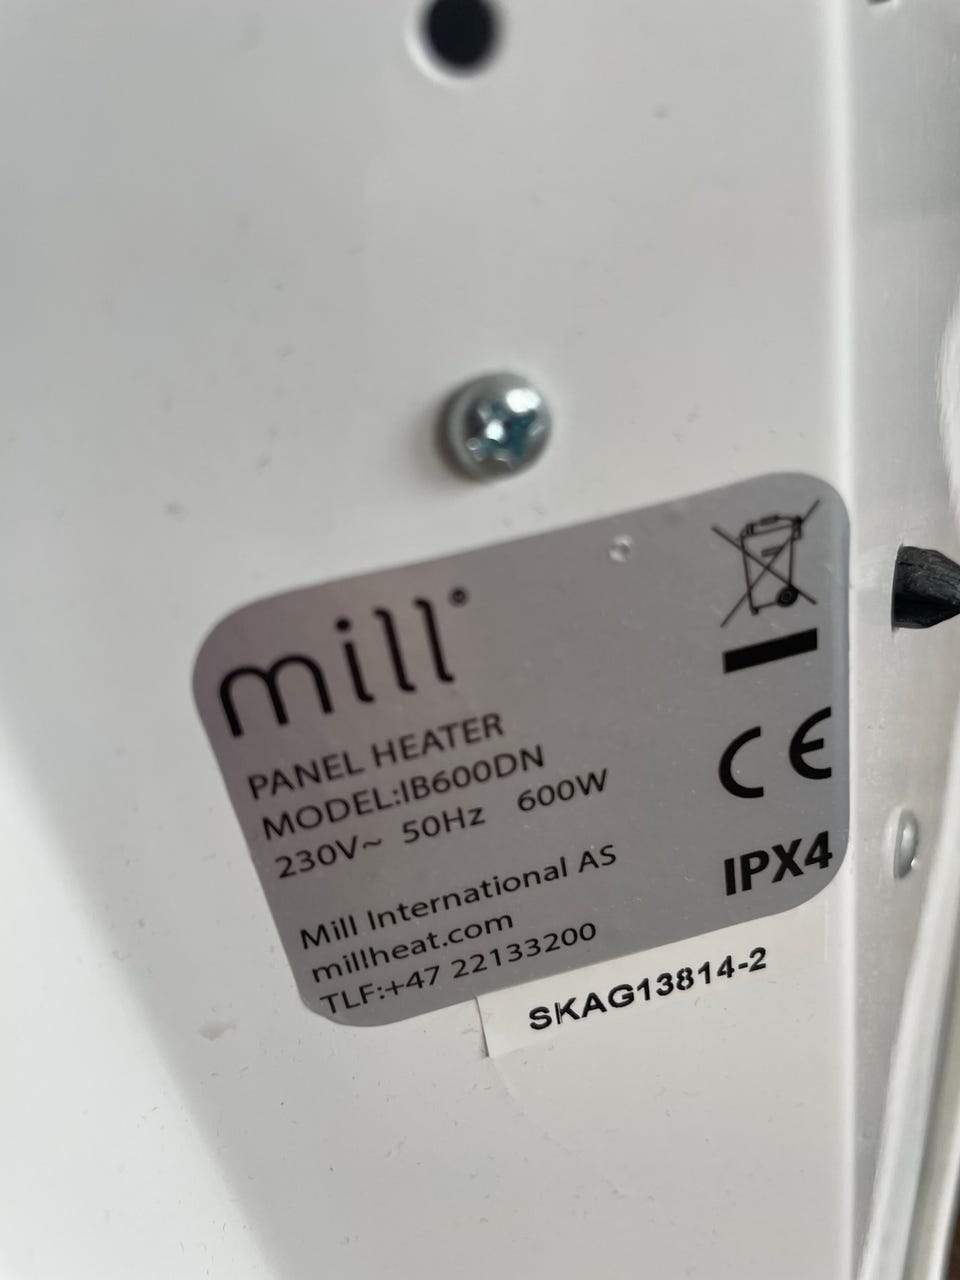 mill®
PANEL HEATER
MODEL:IB600DN
230V~ 50Hz 600W
Mill International AS
millheat.com
TLF:+47 22133200
CE
IPX4
SKAG13814-2